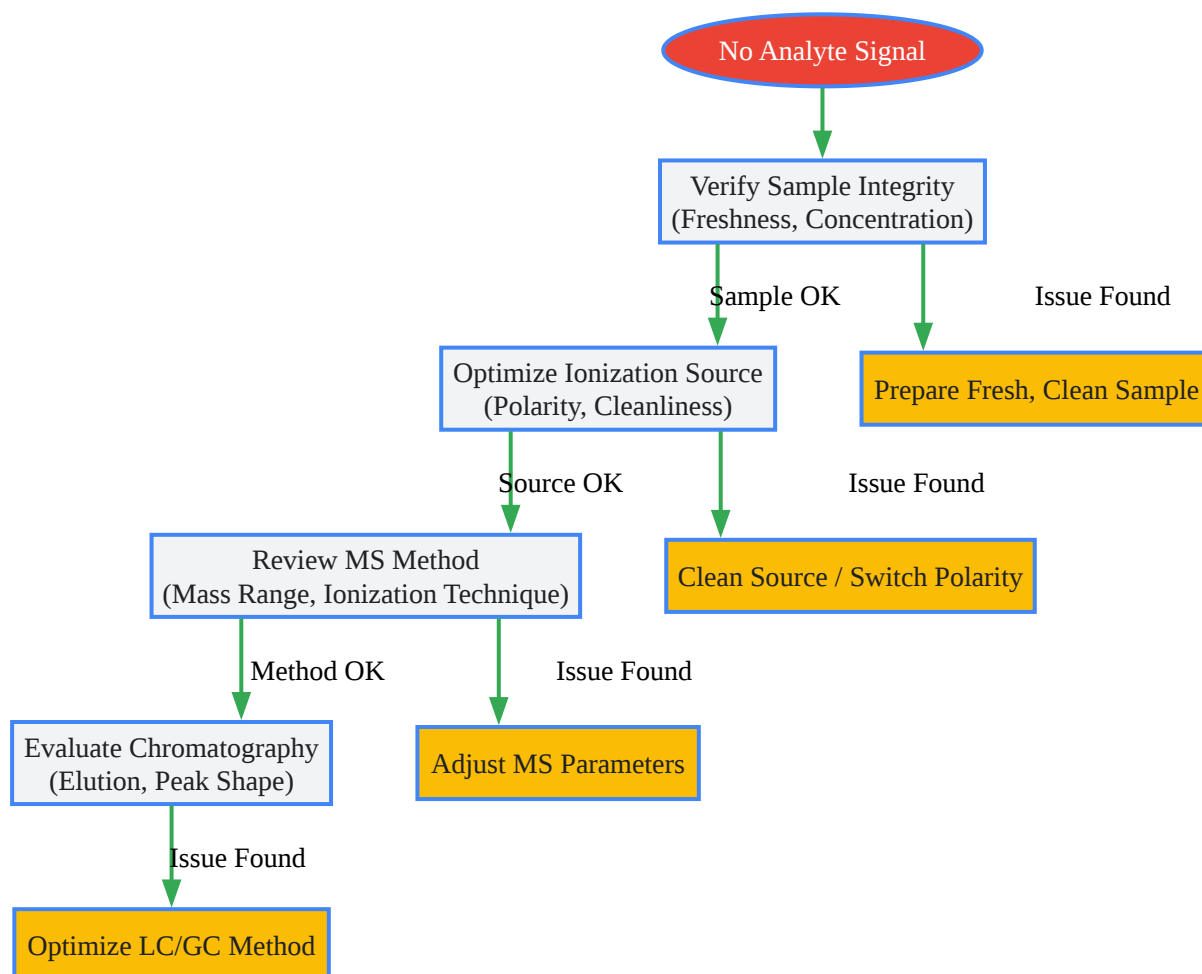 No Analyte Signal
Verify Sample Integrity
(Freshness, Concentration)
Sample OK
Issue Found
Optimize Ionization Source
(Polarity, Cleanliness)
Prepare Fresh, Clean Sample
Source OK
Issue Found
Review MS Method
(Mass Range, Ionization Technique)
Clean Source / Switch Polarity
Method OK
Issue Found
Evaluate Chromatography
(Elution, Peak Shape)
Adjust MS Parameters
Issue Found
Optimize LC/GC Method